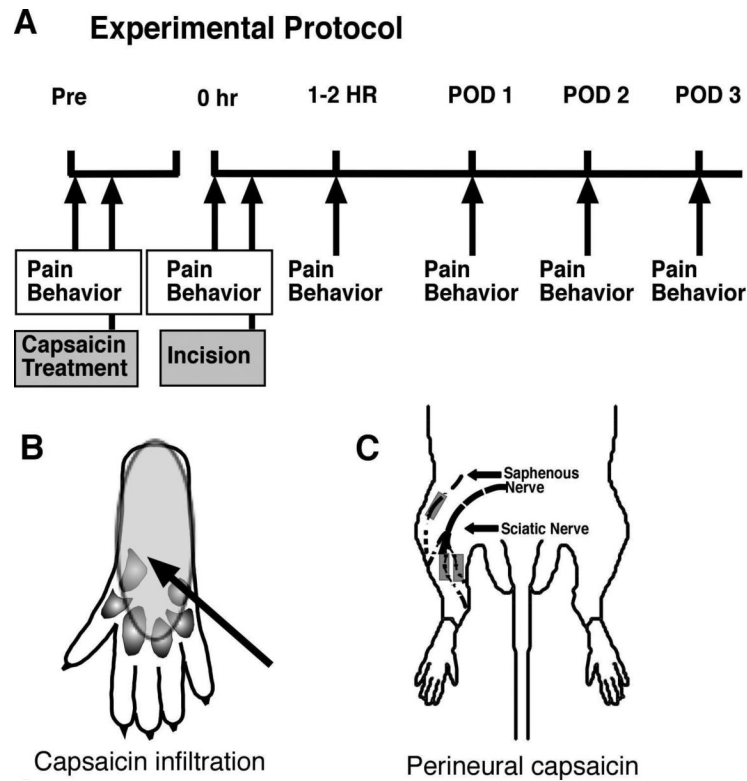 A Experimental Protocol
Pre 0 hr 1-2 HR POD 1 POD 2 POD 3
Pain Pain Pain Pain Pain Pain
Behavior Behavior Behavior Behavior Behavior Behavior
Capsaicin
Treatment
Incision
B
Capsaicin infiltration
C
Saphenous
Nerve
Sciatic Nerve
Perineural capsaicin